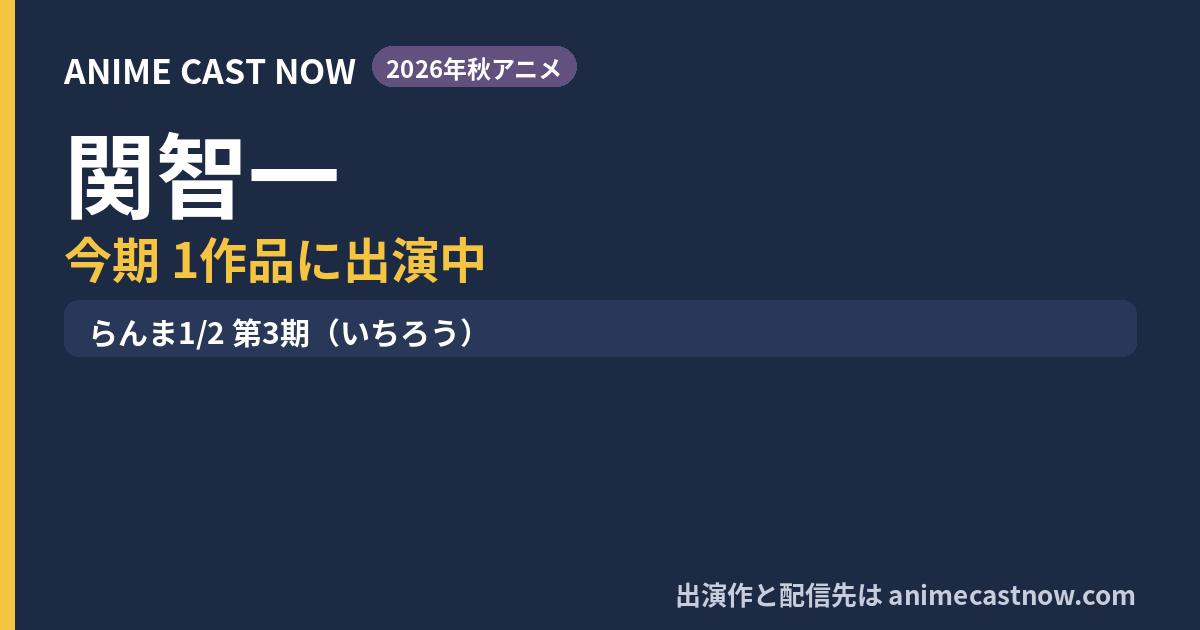 ANIME CAST NOW 2026年秋アニメ
関智一
今期 1作品に出演中
らんま1/2 第3期（いちろう）
出演作と配信先は animecastnow.com